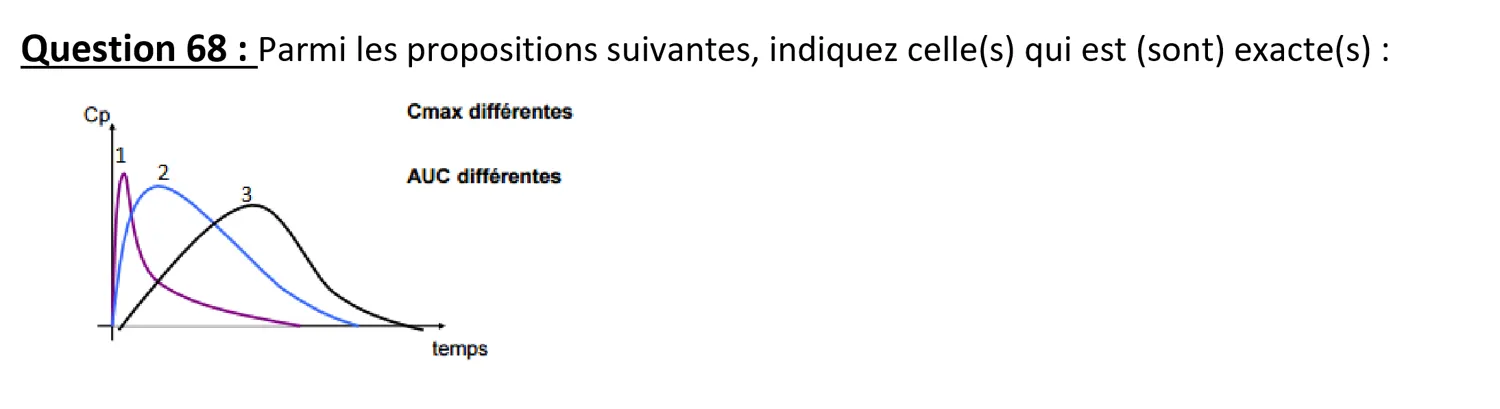 Question 68 : Parmi les propositions suivantes, indiquez celle(s) qui est (sont) exacte(s) :
Cp
Cmax différentes
1
2
AUC différentes
3
temps